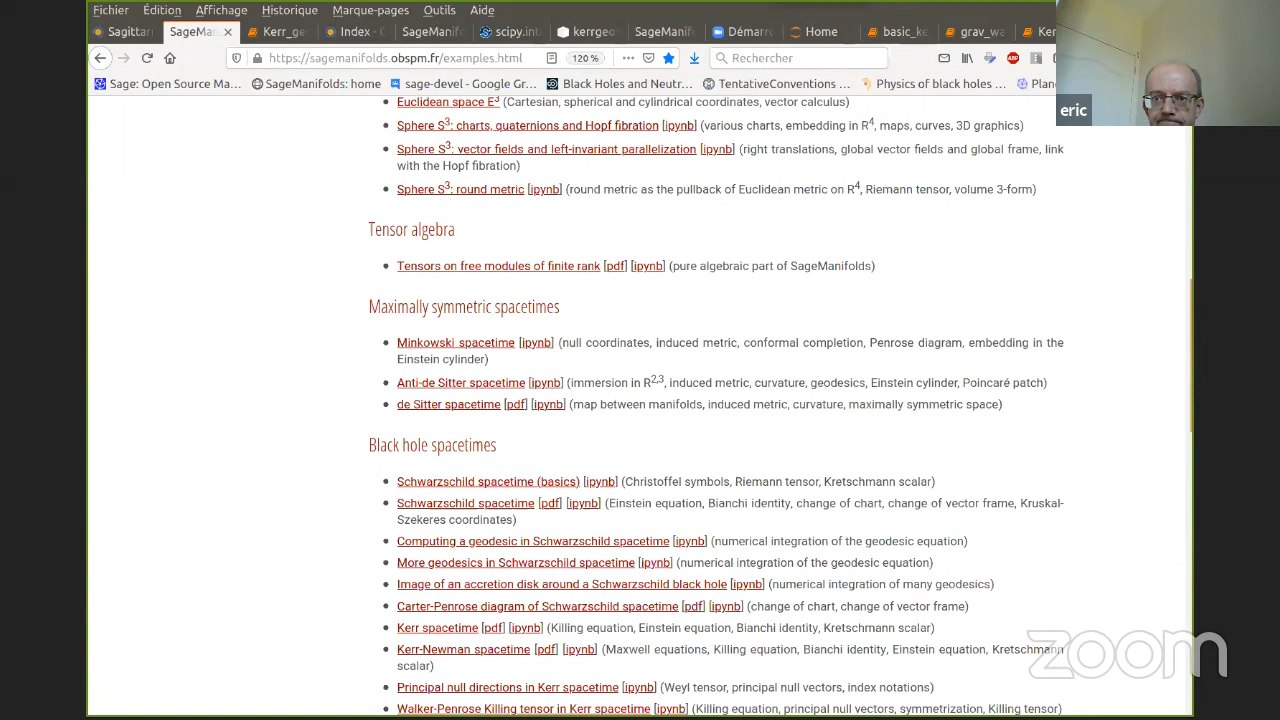 Fichier Édition Affichage Historique Marque-pages Outils Aide
Sagittar SageMan Kerr_ge Index - SageManif scipy.int kerrgeo SageManif Démarr Home basic_ke grav_wa Ker
https://sagemanifolds.obspm.fr/examples.html 120 % Rechercher
Sage: Open Source Ma… SageManifolds: home sage-devel - Google Gr… Black Holes and Neutr… TentativeConventions … Physics of black holes … Plan
eric
Euclidean space E³ (Cartesian, spherical and cylindrical coordinates, vector calculus)
Sphere S³: charts, quaternions and Hopf fibration [ipynb] (various charts, embedding in R⁴, maps, curves, 3D graphics)
Sphere S³: vector fields and left-invariant parallelization [ipynb] (right translations, global vector fields and global frame, link
with the Hopf fibration)
Sphere S³: round metric [ipynb] (round metric as the pullback of Euclidean metric on R⁴, Riemann tensor, volume 3-form)
Tensor algebra
Tensors on free modules of finite rank [pdf] [ipynb] (pure algebraic part of SageManifolds)
Maximally symmetric spacetimes
Minkowski spacetime [ipynb] (null coordinates, induced metric, conformal completion, Penrose diagram, embedding in the
Einstein cylinder)
Anti-de Sitter spacetime [ipynb] (immersion in R²,³, induced metric, curvature, geodesics, Einstein cylinder, Poincaré patch)
de Sitter spacetime [pdf] [ipynb] (map between manifolds, induced metric, curvature, maximally symmetric space)
Black hole spacetimes
Schwarzschild spacetime (basics) [ipynb] (Christoffel symbols, Riemann tensor, Kretschmann scalar)
Schwarzschild spacetime [pdf] [ipynb] (Einstein equation, Bianchi identity, change of chart, change of vector frame, Kruskal-
Szekeres coordinates)
Computing a geodesic in Schwarzschild spacetime [ipynb] (numerical integration of the geodesic equation)
More geodesics in Schwarzschild spacetime [ipynb] (numerical integration of the geodesic equation)
Image of an accretion disk around a Schwarzschild black hole [ipynb] (numerical integration of many geodesics)
Carter-Penrose diagram of Schwarzschild spacetime [pdf] [ipynb] (change of chart, change of vector frame)
Kerr spacetime [pdf] [ipynb] (Killing equation, Einstein equation, Bianchi identity, Kretschmann scalar)
Kerr-Newman spacetime [pdf] [ipynb] (Maxwell equations, Killing equation, Bianchi identity, Einstein equation, Kretschmann
scalar)
Principal null directions in Kerr spacetime [ipynb] (Weyl tensor, principal null vectors, index notations)
Walker-Penrose Killing tensor in Kerr spacetime [ipynb] (Killing equation, principal null vectors, symmetrization, Killing tensor)
zoom